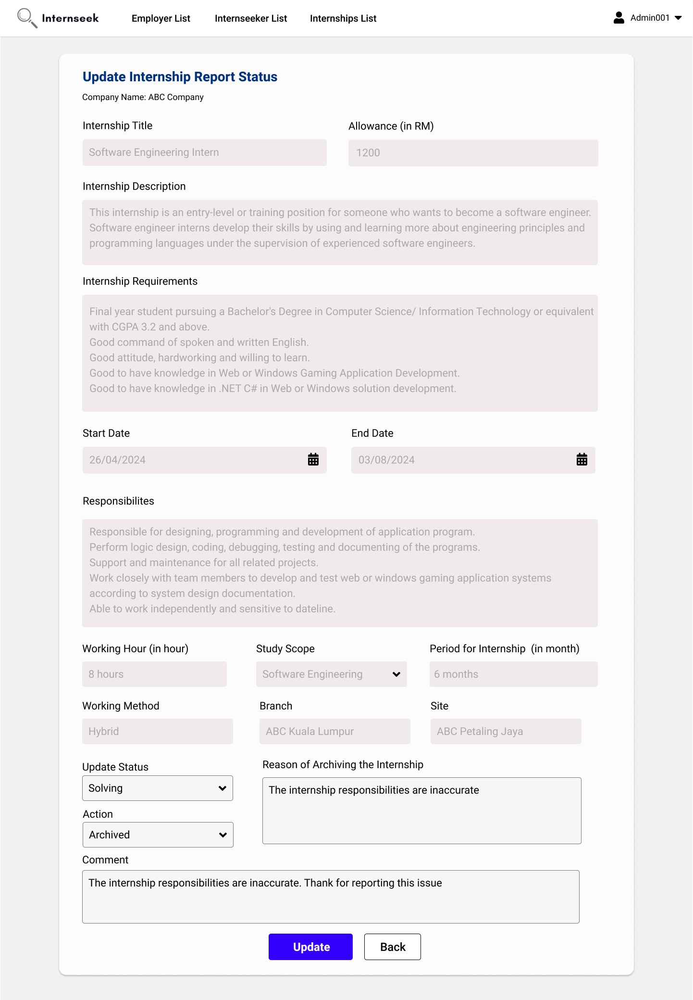 Internseek
Employer List
Internseeker List
Internships List
Admin001
Update Internship Report Status
Company Name: ABC Company
Internship Title
Allowance (in RM)
Software Engineering Intern
1200
Internship Description
This internship is an entry-level or training position for someone who wants to become a software engineer.
Software engineer interns develop their skills by using and learning more about engineering principles and
programming languages under the supervision of experienced software engineers.
Internship Requirements
Final year student pursuing a Bachelor's Degree in Computer Science/ Information Technology or equivalent
with CGPA 3.2 and above.
Good command of spoken and written English.
Good attitude, hardworking and willing to learn.
Good to have knowledge in Web or Windows Gaming Application Development.
Good to have knowledge in .NET C# in Web or Windows solution development.
Start Date
End Date
26/04/2024
03/08/2024
Responsibilites
Responsible for designing, programming and development of application program.
Perform logic design, coding, debugging, testing and documenting of the programs.
Support and maintenance for all related projects.
Work closely with team members to develop and test web or windows gaming application systems
according to system design documentation.
Able to work independently and sensitive to dateline.
Working Hour (in hour)
Study Scope
Period for Internship  (in month)
8 hours
Software Engineering
6 months
Working Method
Branch
Site
Hybrid
ABC Kuala Lumpur
ABC Petaling Jaya
Update Status
Reason of Archiving the Internship
Solving
The internship responsibilities are inaccurate
Action
Archived
Comment
The internship responsibilities are inaccurate. Thank for reporting this issue
Update
Back